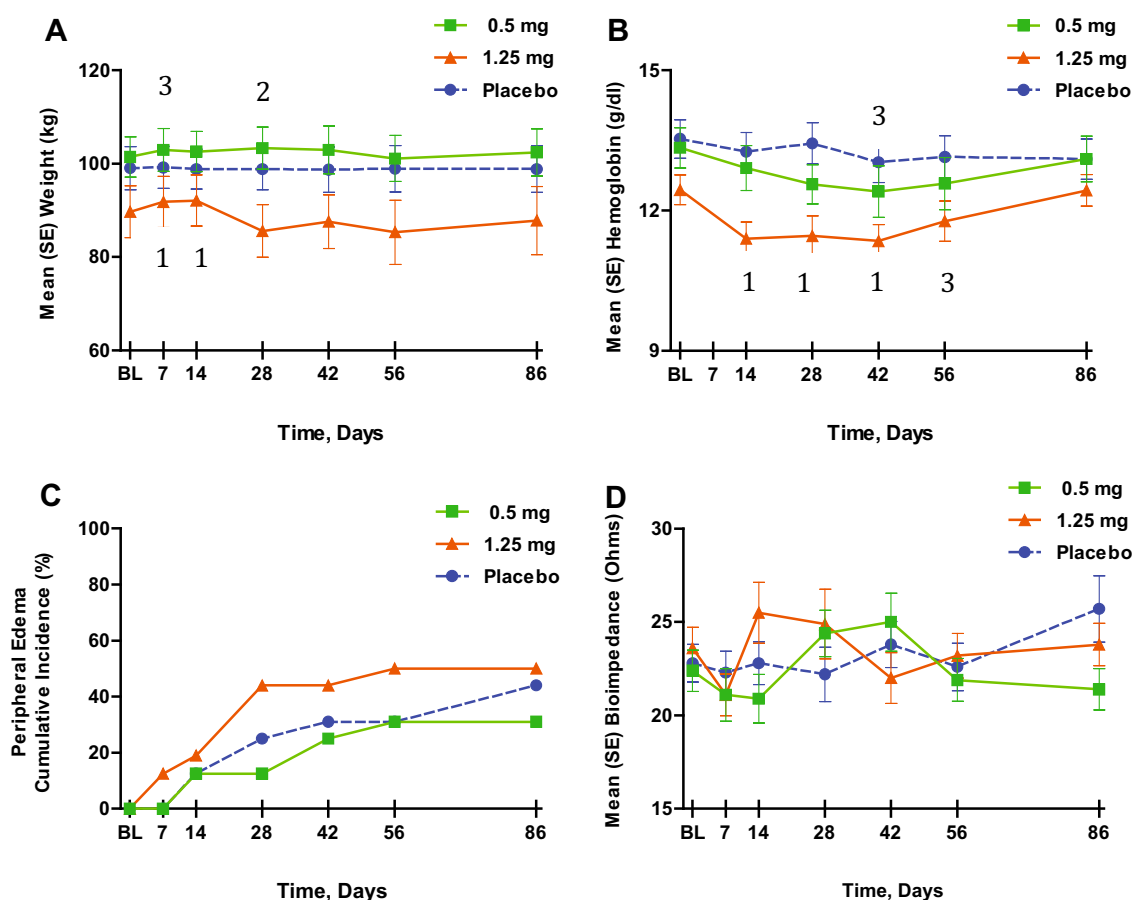 A
0.5 mg
1.25 mg
Placebo
Mean (SE) Weight (kg)
120
100
80
60
3
2
1
1
BL 7 14 28 42 56 86
Time, Days
B
0.5 mg
1.25 mg
Placebo
Mean (SE) Hemoglobin (g/dl)
15
12
9
3
1
1
1
3
BL 7 14 28 42 56 86
Time, Days
C
0.5 mg
1.25 mg
Placebo
Peripheral Edema
Cumulative Incidence (%)
100
80
60
40
20
0
BL 7 14 28 42 56 86
Time, Days
D
0.5 mg
1.25 mg
Placebo
Mean (SE) Bioimpedance (Ohms)
30
25
20
15
BL 7 14 28 42 56 86
Time, Days